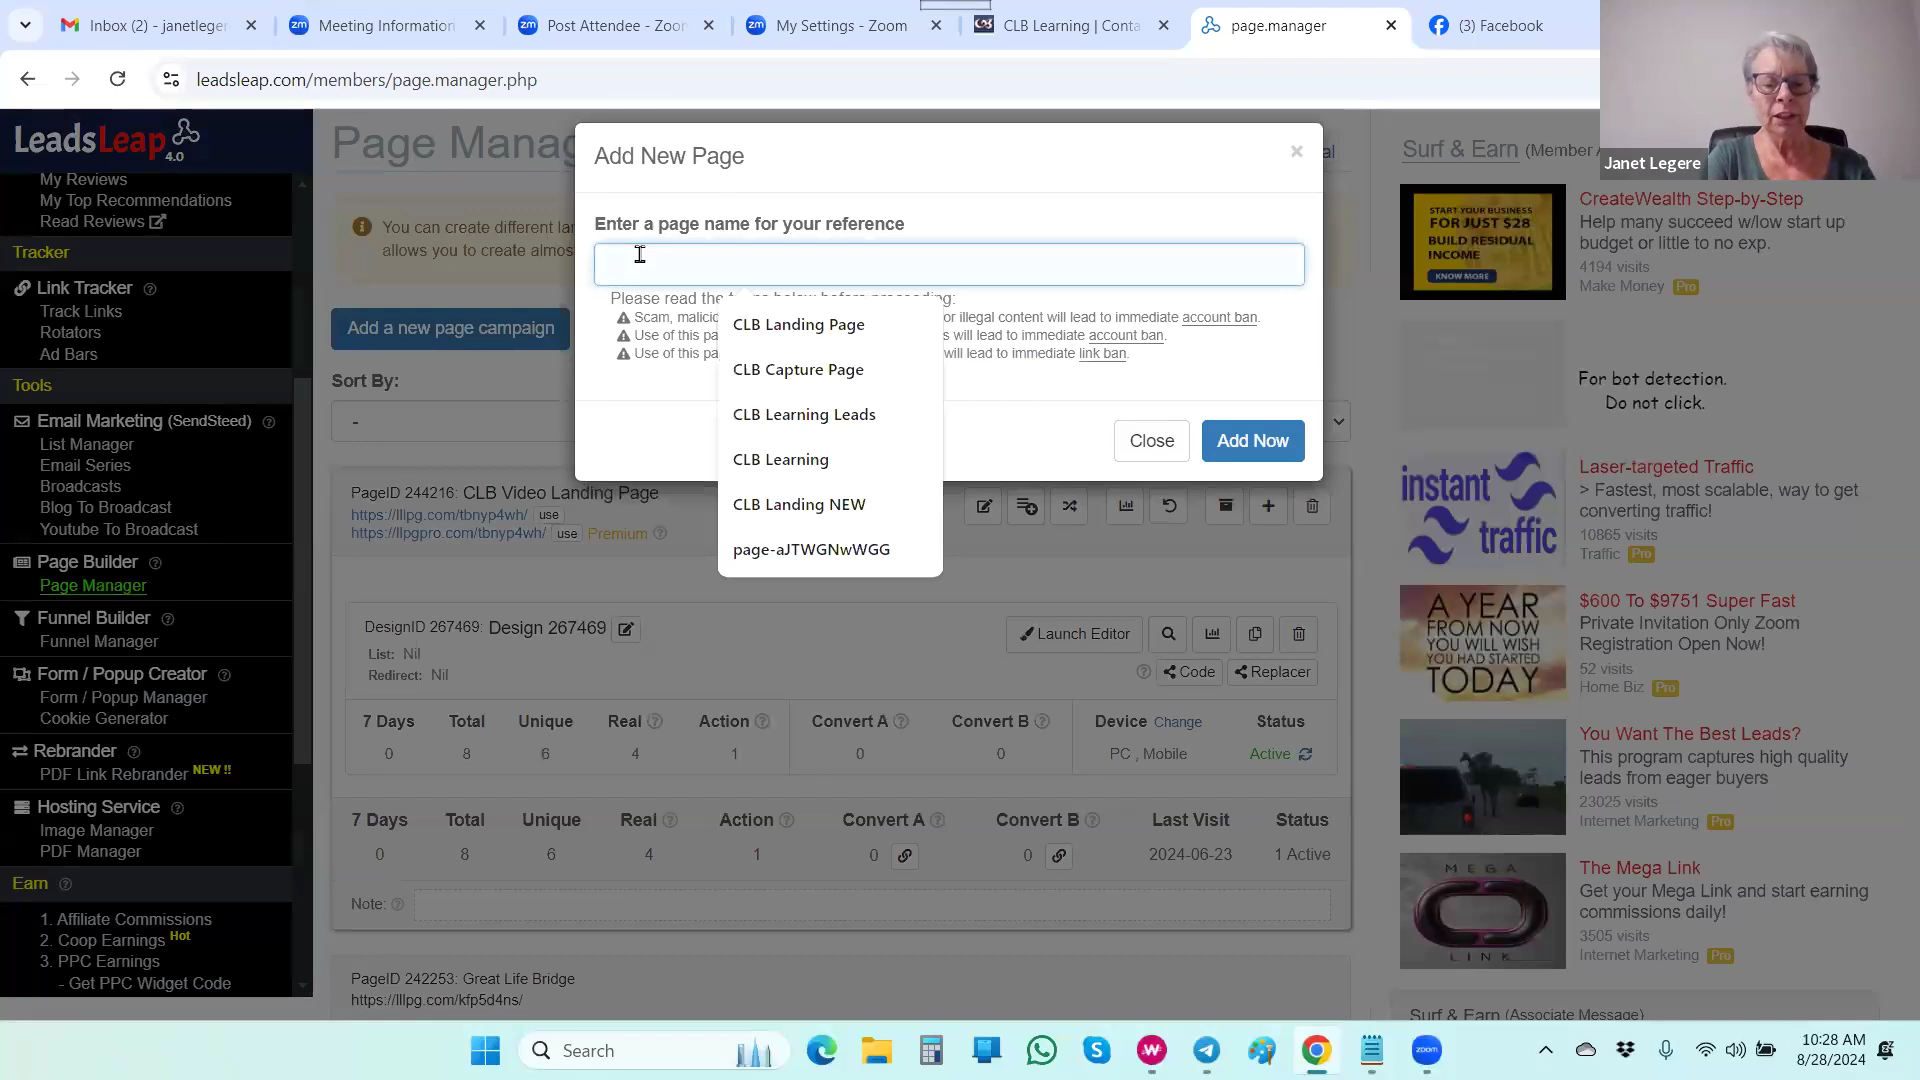 Inbox (2) - janetleger
Meeting Information
Post Attendee - Zoom
My Settings - Zoom
CLB Learning | Conta
page.manager
(3) Facebook
leadsleap.com/members/page.manager.php
Janet Legere
LeadsLeap
4.0
My Reviews
My Top Recommendations
Read Reviews
Tracker
Link Tracker
Track Links
Rotators
Ad Bars
Tools
Email Marketing (SendSteed)
List Manager
Email Series
Broadcasts
Blog To Broadcast
Youtube To Broadcast
Page Builder
Page Manager
Funnel Builder
Funnel Manager
Form / Popup Creator
Form / Popup Manager
Cookie Generator
Rebrander
PDF Link Rebrander NEW !!
Hosting Service
Image Manager
PDF Manager
Earn
1. Affiliate Commissions
2. Coop Earnings Hot
3. PPC Earnings
- Get PPC Widget Code
Page Manag
al
You can create different lan
allows you to create almos
Add a new page campaign
Sort By:
-
Add New Page
×
Enter a page name for your reference
Please read the
below before proceeding:
Scam, malicio
or illegal content will lead to immediate account ban.
Use of this pa
s will lead to immediate account ban.
Use of this pa
will lead to immediate link ban.
CLB Landing Page
CLB Capture Page
CLB Learning Leads
CLB Learning
CLB Landing NEW
page-aJTWGNwWGG
Close
Add Now
PageID 244216: CLB Video Landing Page
https://lllpg.com/tbnyp4wh/ use
https://llpgpro.com/tbnyp4wh/ use Premium
DesignID 267469: Design 267469
List: Nil
Redirect: Nil
Launch Editor
Code
Replacer
7 Days Total Unique Real Action Convert A Convert B Device Change Status
0 8 6 4 1 0 0 PC , Mobile Active
7 Days Total Unique Real Action Convert A Convert B Last Visit Status
0 8 6 4 1 0 0 2024-06-23 1 Active
Note:
PageID 242253: Great Life Bridge
https://lllpg.com/kfp5d4ns/
Surf & Earn (Member A
START YOUR BUSINESS
FOR JUST $28
BUILD RESIDUAL
INCOME
KNOW MORE
CreateWealth Step-by-Step
Help many succeed w/low start up
budget or little to no exp.
4194 visits
Make Money Pro
For bot detection.
Do not click.
instant
traffic
Laser-targeted Traffic
> Fastest, most scalable, way to get
converting traffic!
10865 visits
Traffic Pro
A YEAR
FROM NOW
YOU WILL WISH
YOU HAD STARTED
TODAY
$600 To $9751 Super Fast
Private Invitation Only Zoom
Registration Open Now!
52 visits
Home Biz Pro
You Want The Best Leads?
This program captures high quality
leads from eager buyers
23025 visits
Internet Marketing Pro
MEGA
LINK
The Mega Link
Get your Mega Link and start earning
commissions daily!
3505 visits
Internet Marketing Pro
Surf & Earn (Associate Message)
Search
zoom
10:28 AM
8/28/2024